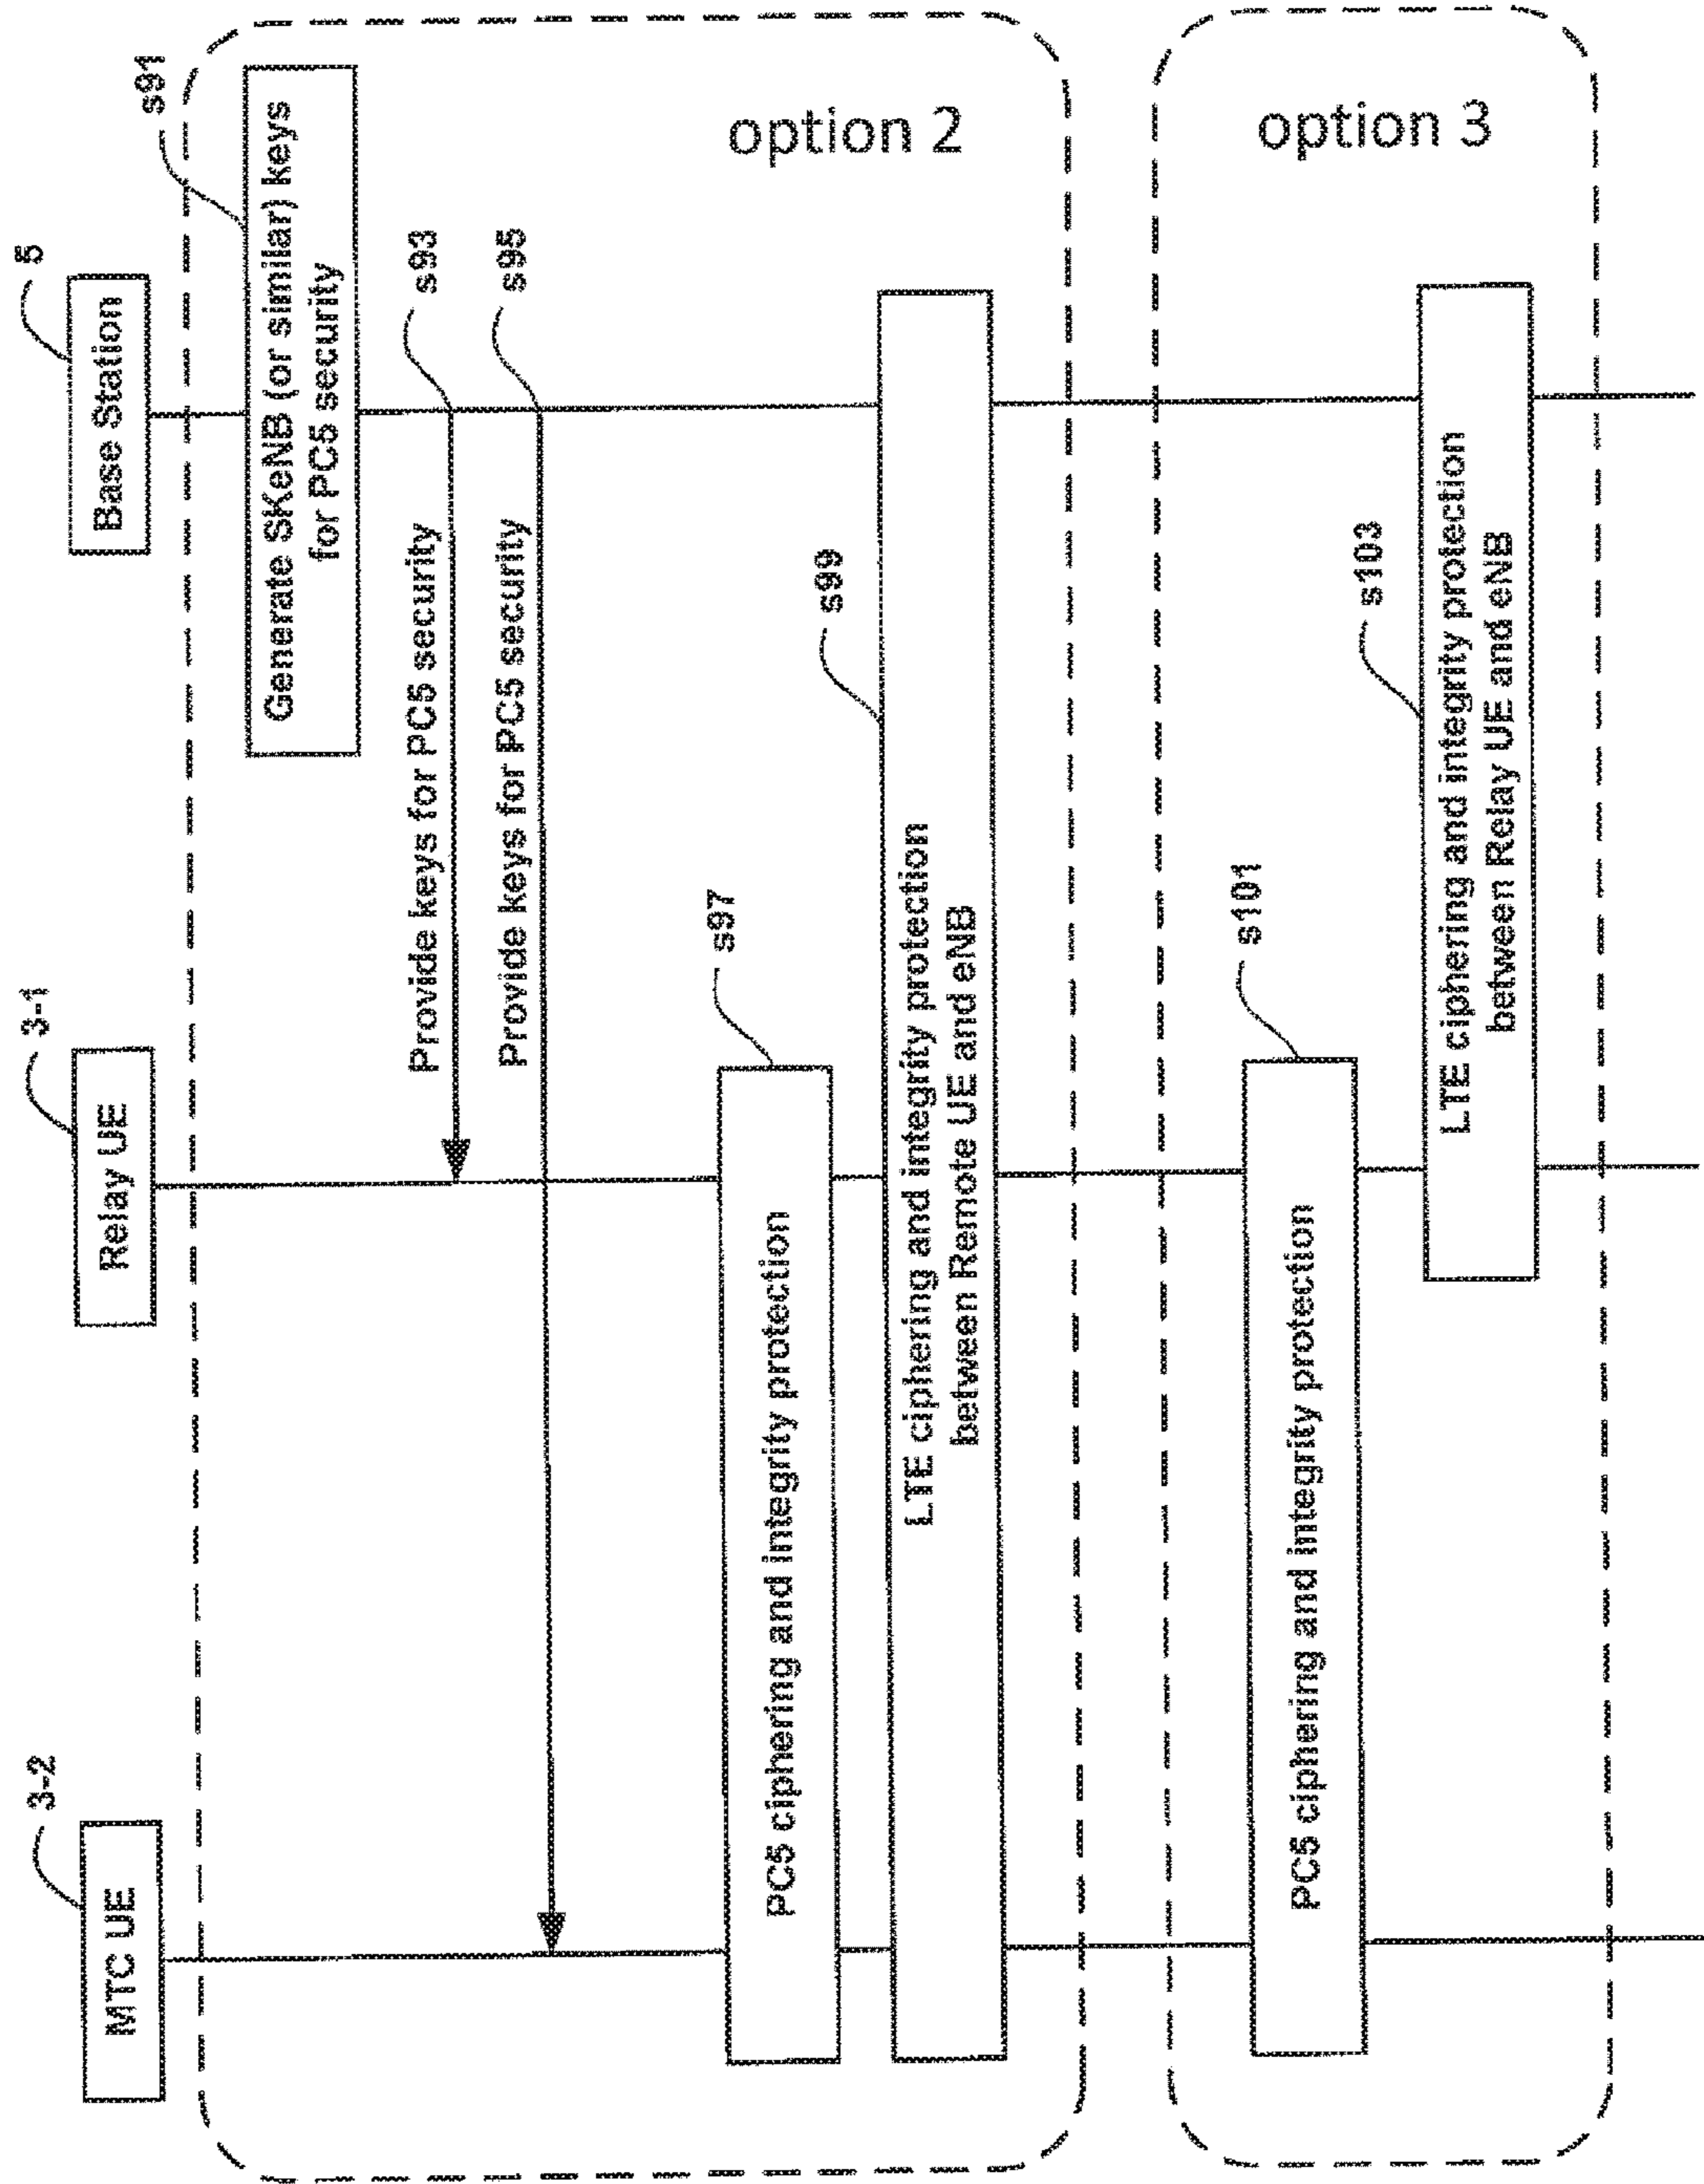 3-2
3-1
5
MTC UE
Relay UE
Base Station
s91
Generate SKeNB (or similar) keys
for PC5 security
Provide keys for PC5 security
s93
Provide keys for PC5 security
s95
s97
PC5 ciphering and integrity protection
option 2
s99
LTE ciphering and integrity protection
between Remote UE and eNB
s101
PC5 ciphering and integrity protection
option 3
s103
LTE ciphering and integrity protection
between Relay UE and eNB